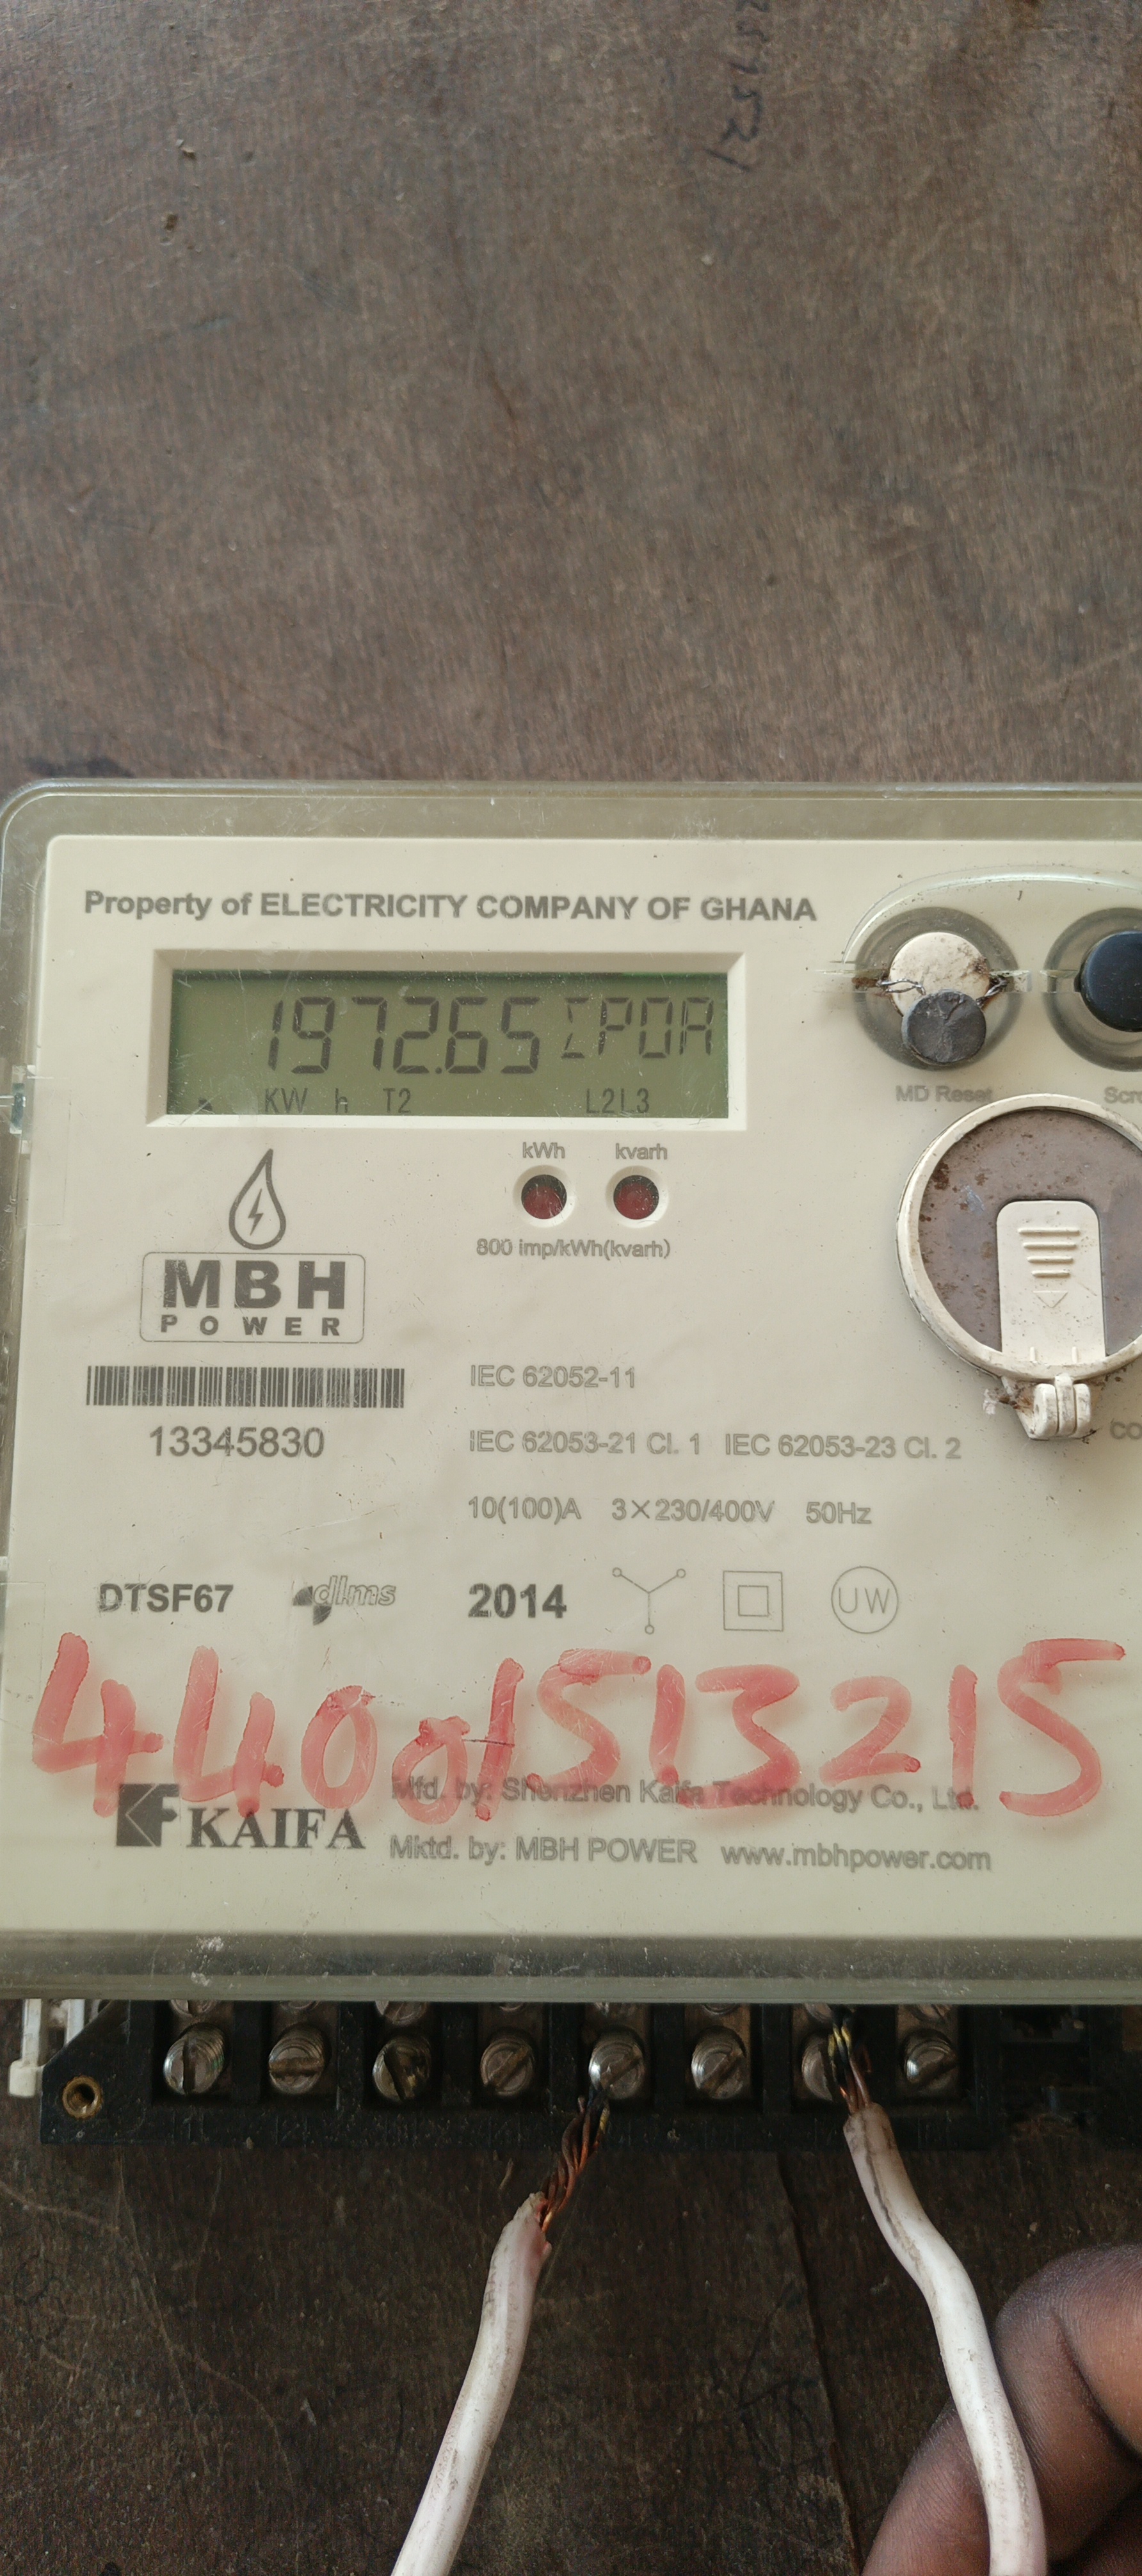 Property of ELECTRICITY COMPANY OF GHANA
1972.65 ΣPOA
KW h T2 L2L3
MD Reset
kWh kvarh
800 imp/kWh(kvarh)
MBH
POWER
IEC 62052-11
13345830
IEC 62053-21 Cl. 1 IEC 62053-23 Cl. 2
10(100)A 3×230/400V 50Hz
DTSF67 dlms 2014 UW
44001513215
Mfd. by: Shenzhen Kaifa Technology Co., Ltd.
KAIFA
Mktd. by: MBH POWER www.mbhpower.com